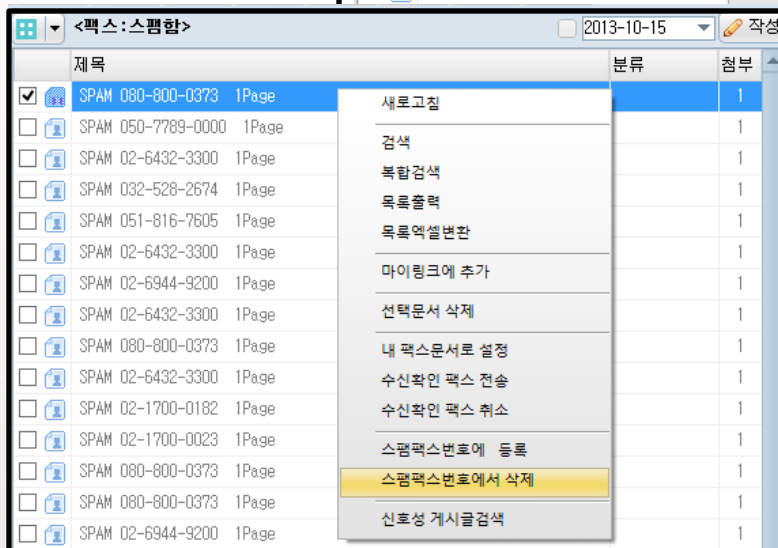 <팩스:스팸함> 2013-10-15 작성
제목 분류 첨부
SPAM 080-800-0373 1Page 1
SPAM 050-7789-0000 1Page 1
SPAM 02-6432-3300 1Page 1
SPAM 032-528-2674 1Page 1
SPAM 051-816-7605 1Page 1
SPAM 02-6432-3300 1Page 1
SPAM 02-6944-9200 1Page 1
SPAM 02-6432-3300 1Page 1
SPAM 080-800-0373 1Page 1
SPAM 02-6432-3300 1Page 1
SPAM 02-1700-0182 1Page 1
SPAM 02-1700-0023 1Page 1
SPAM 080-800-0373 1Page 1
SPAM 080-800-0373 1Page 1
SPAM 02-6944-9200 1Page 1
새로고침
검색
복합검색
목록출력
목록엑셀변환
마이링크에 추가
선택문서 삭제
내 팩스문서로 설정
수신확인 팩스 전송
수신확인 팩스 취소
스팸팩스번호에 등록
스팸팩스번호에서 삭제
신호성 게시글검색